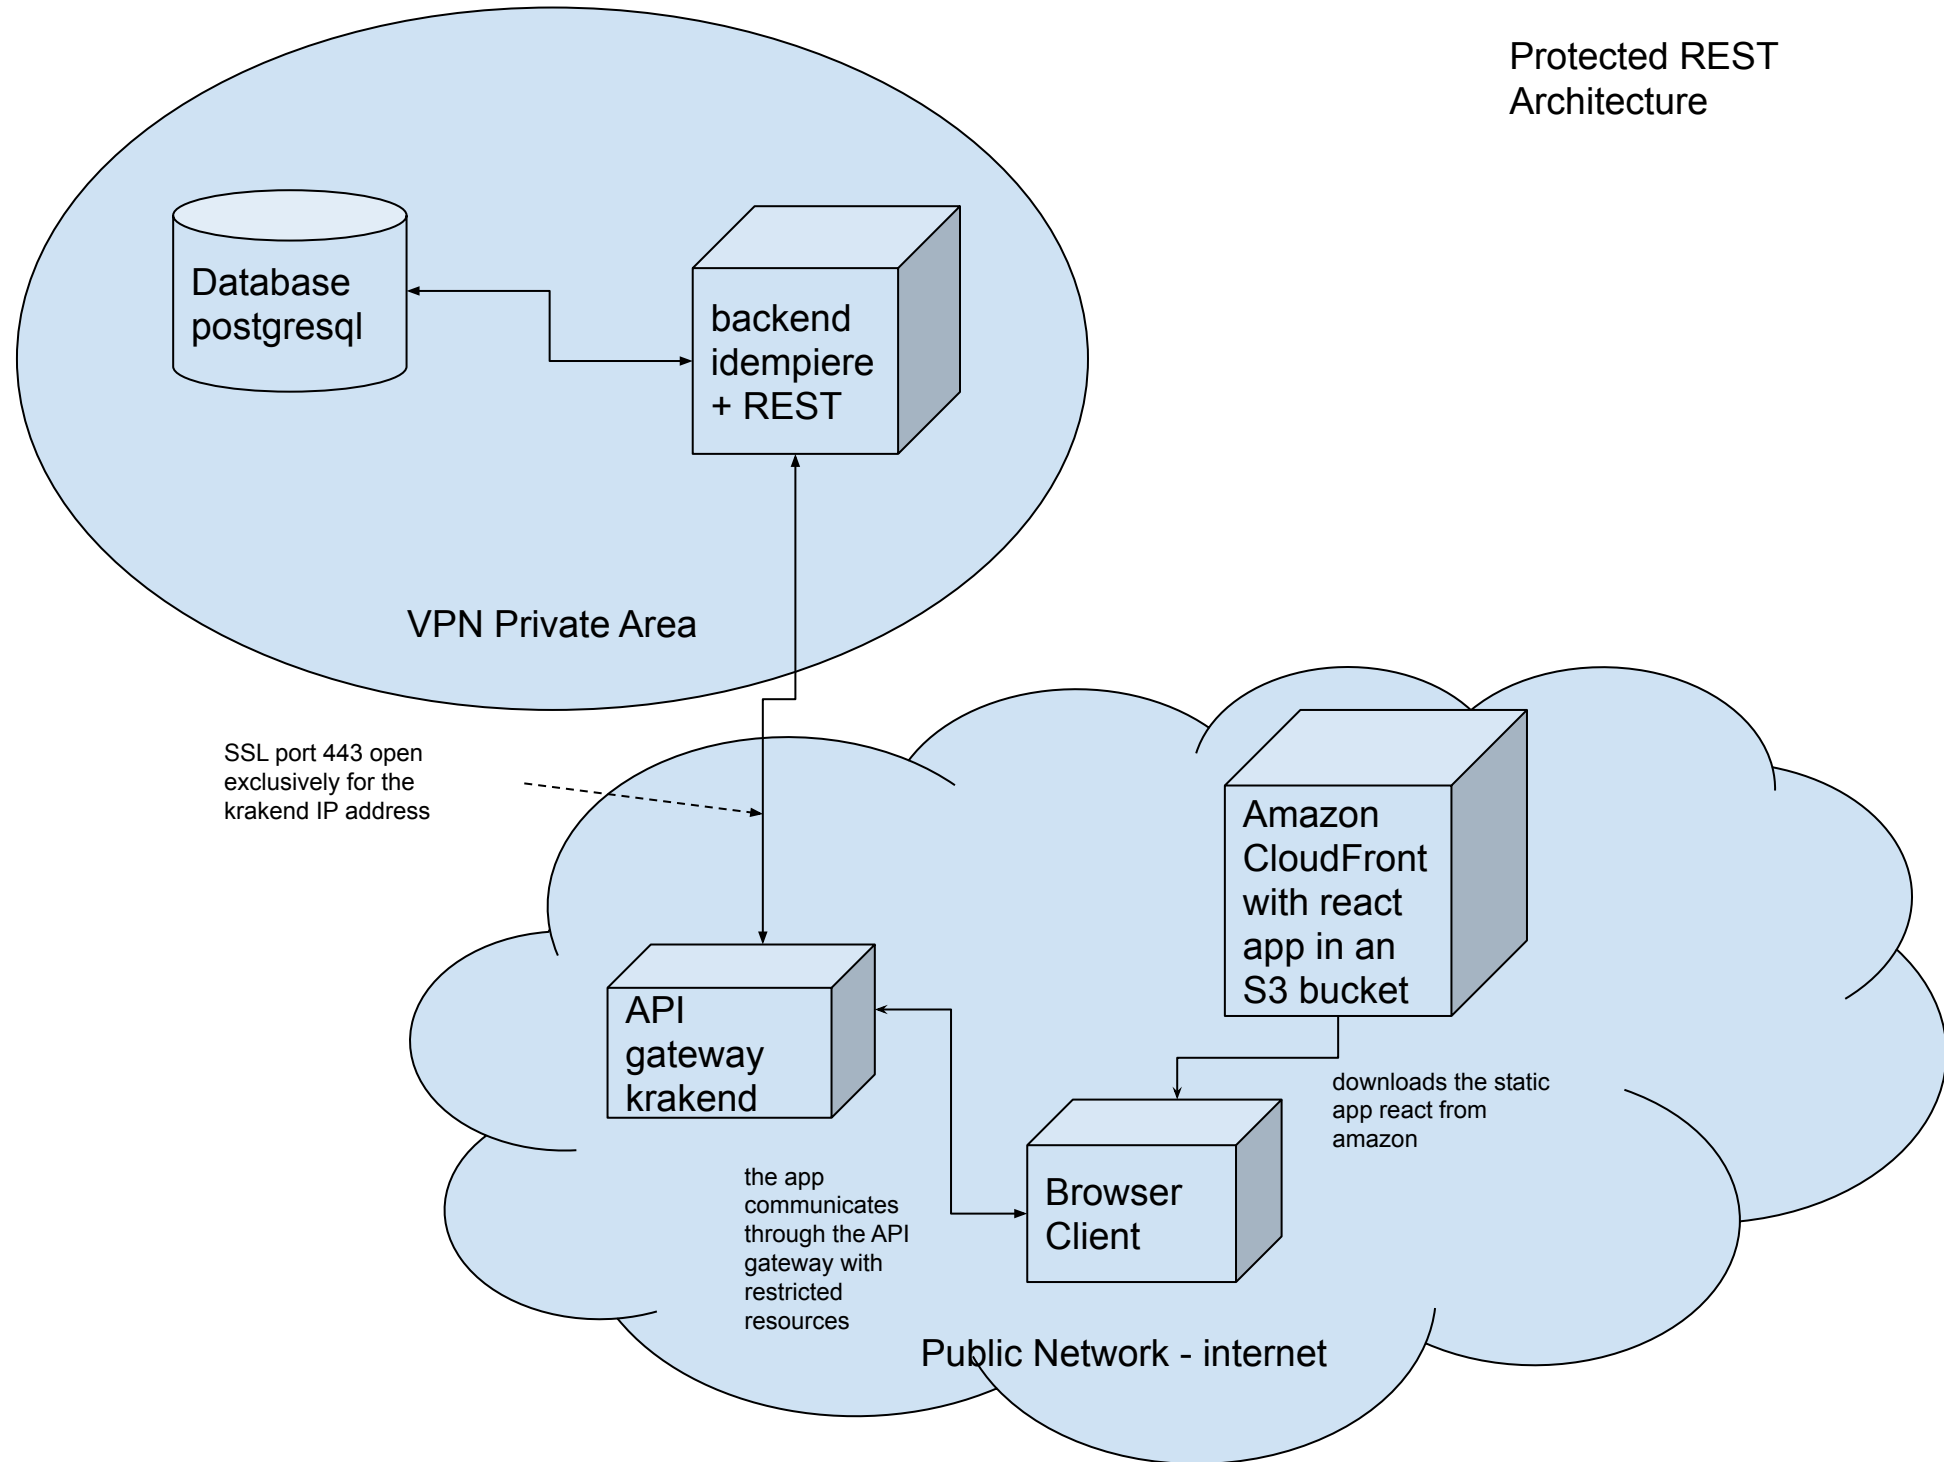 Protected REST
Architecture
Database
postgresql
backend
idempiere
+ REST
VPN Private Area
SSL port 443 open
exclusively for the
krakend IP address
Amazon
CloudFront
with react
app in an
S3 bucket
API
gateway
krakend
downloads the static
app react from
amazon
the app
communicates
through the API
gateway with
restricted
resources
Browser
Client
Public Network - internet